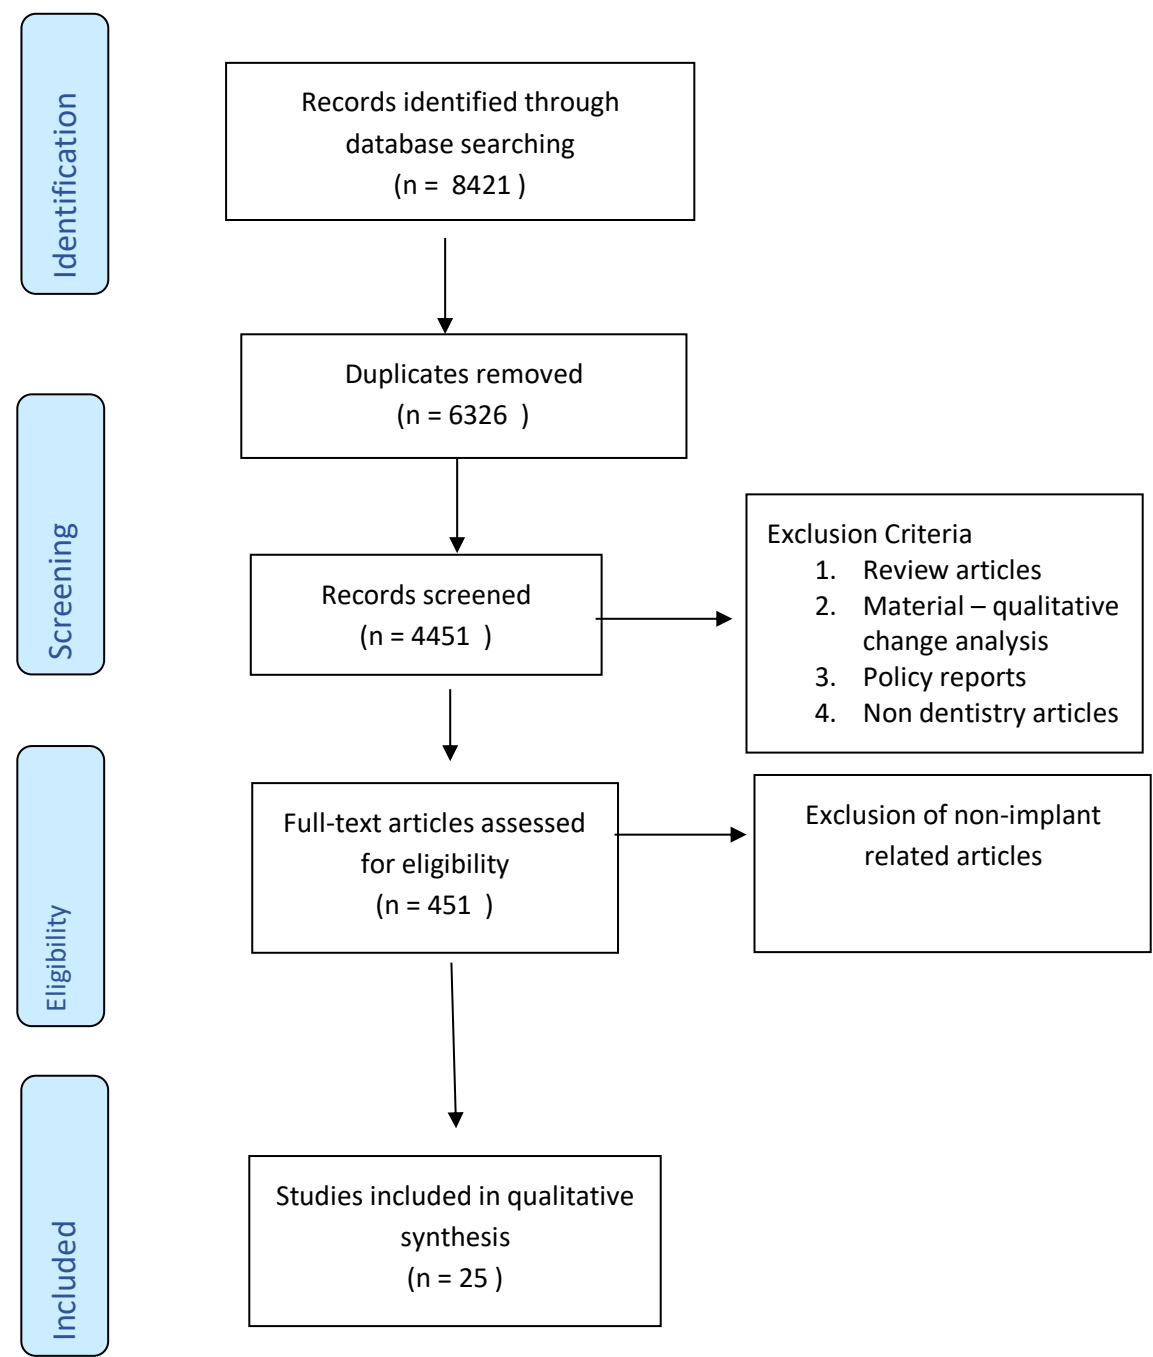 Identification
Records identified through
database searching
(n =  8421 )
Duplicates removed
(n = 6326  )
Screening
Records screened
(n = 4451  )
Exclusion Criteria
1. Review articles
2. Material – qualitative
change analysis
3. Policy reports
4. Non dentistry articles
Eligibility
Full-text articles assessed
for eligibility
(n = 451  )
Exclusion of non-implant
related articles
Included
Studies included in qualitative
synthesis
(n = 25 )